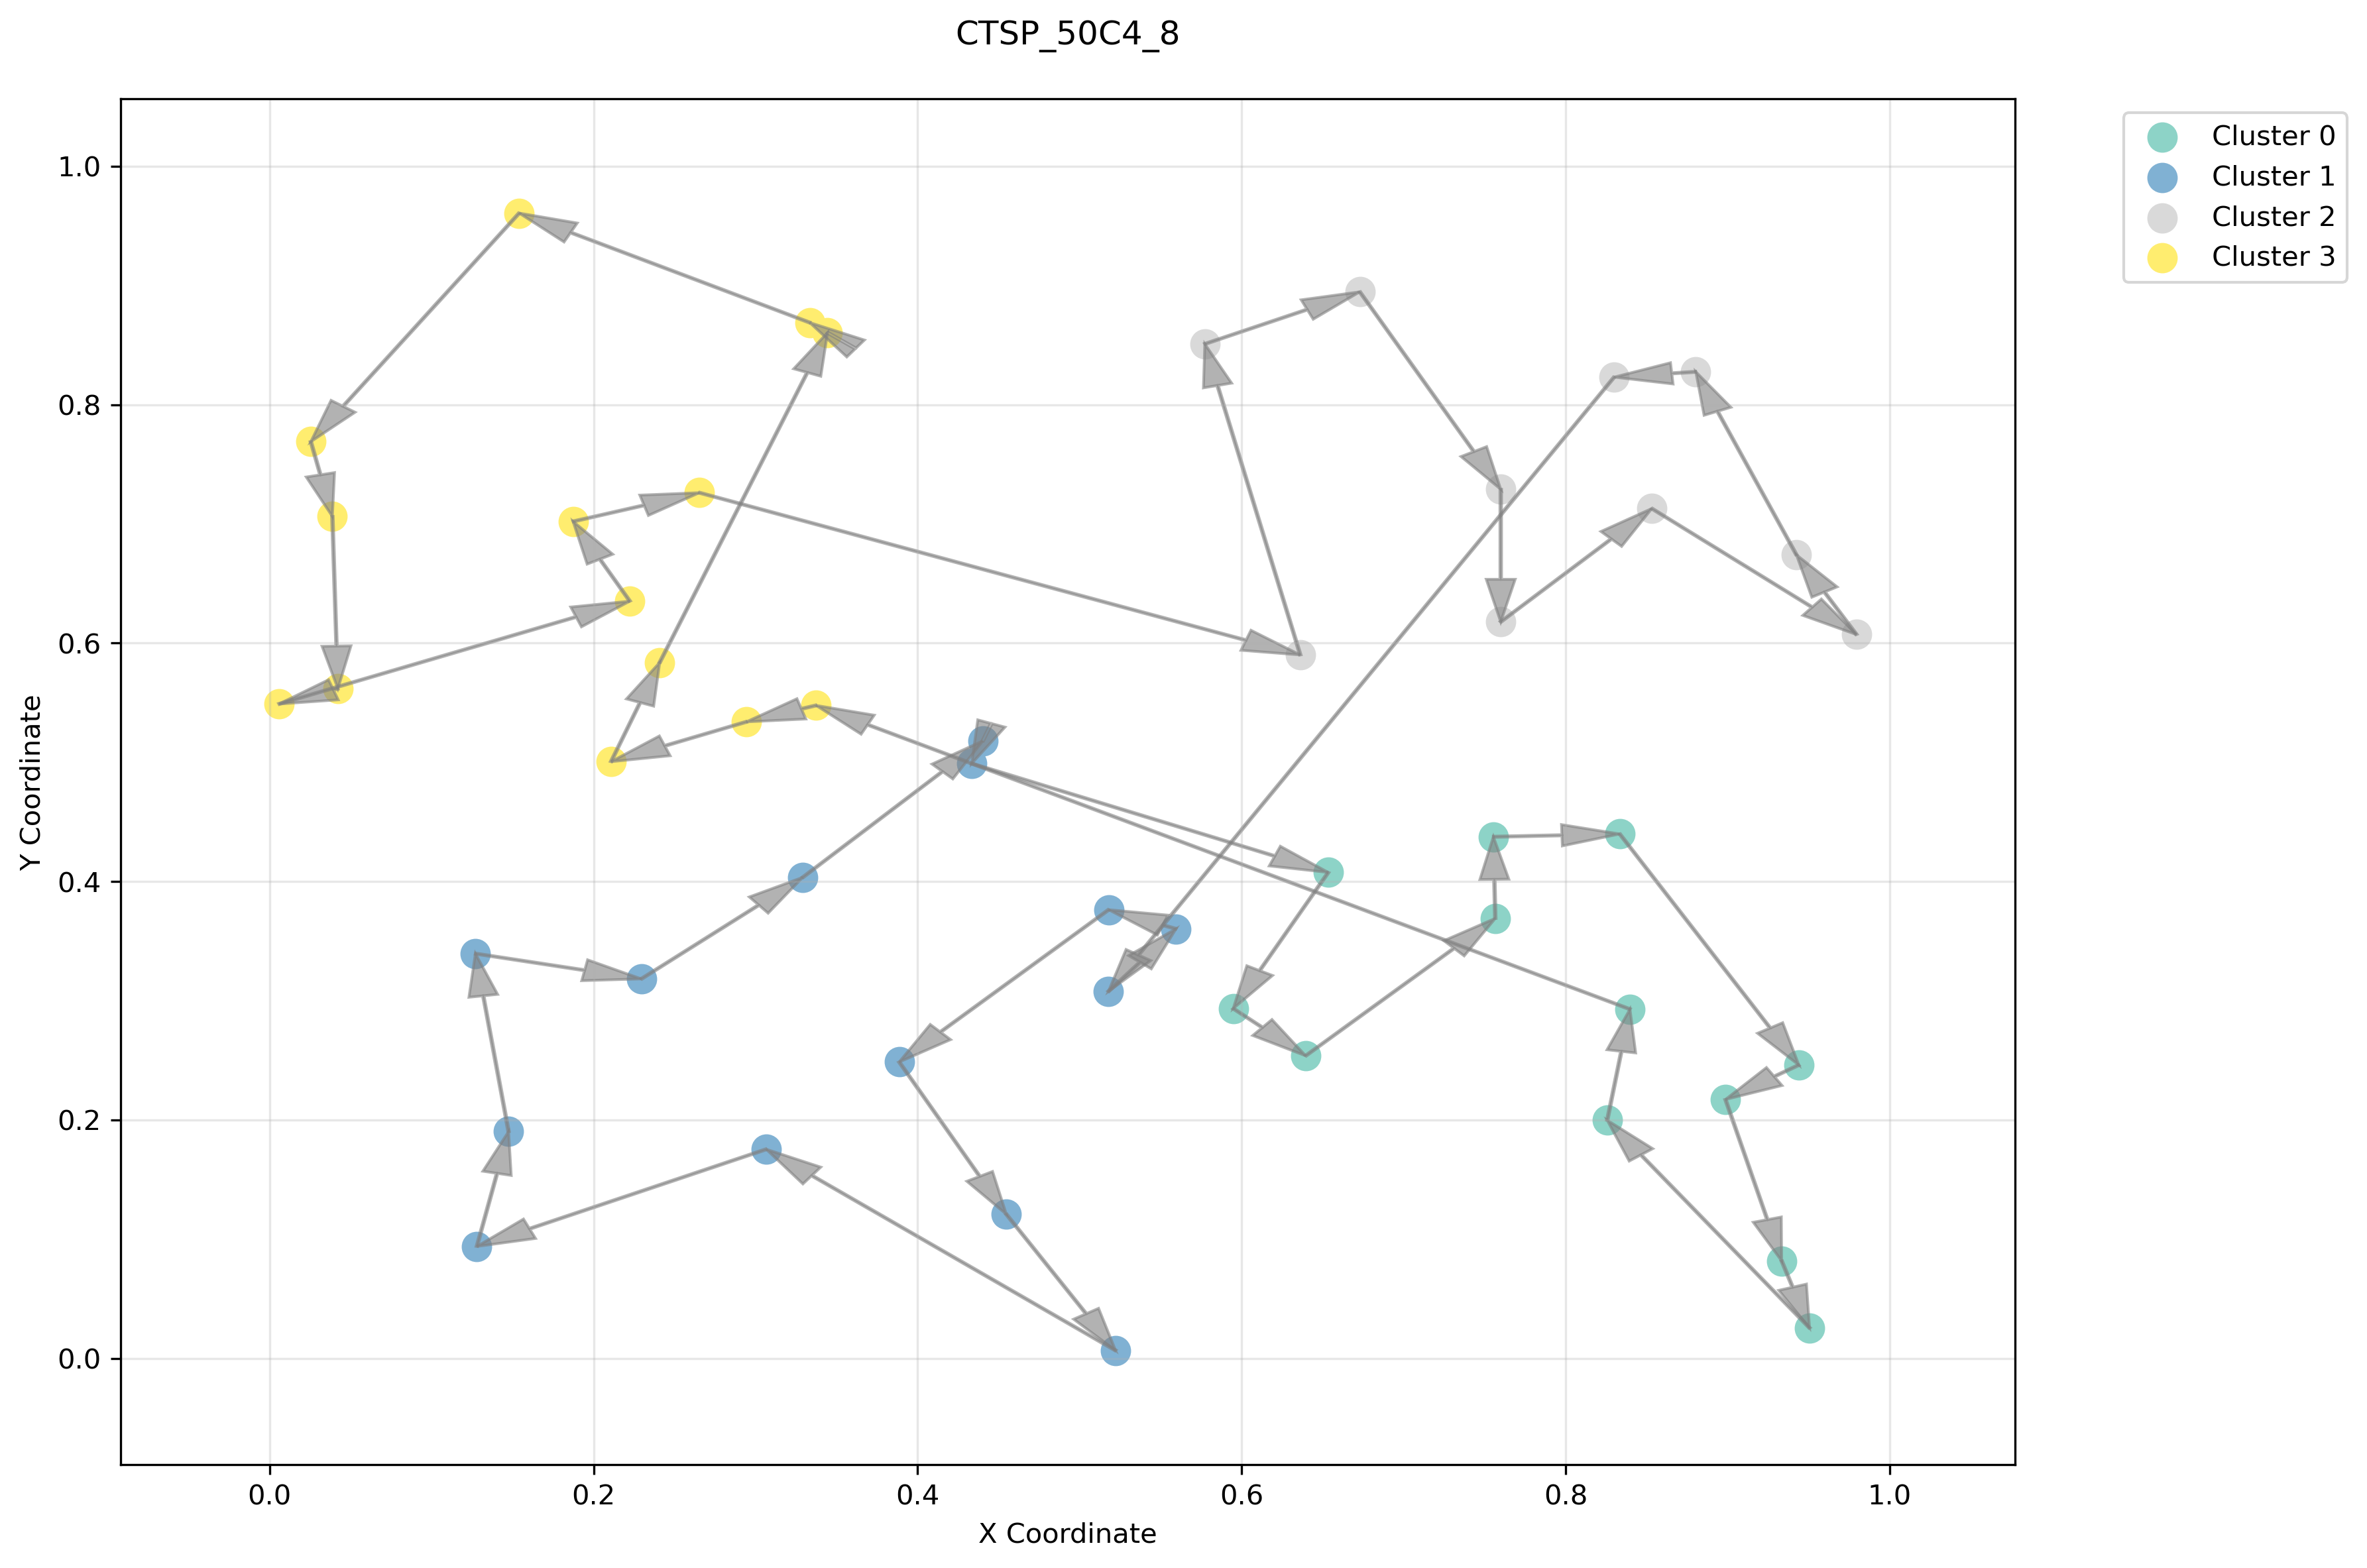 CTSP_50C4_8
Cluster 0
Cluster 1
Cluster 2
Cluster 3
1.0
0.8
0.6
0.4
0.2
0.0
Y Coordinate
0.0 0.2 0.4 0.6 0.8 1.0
X Coordinate